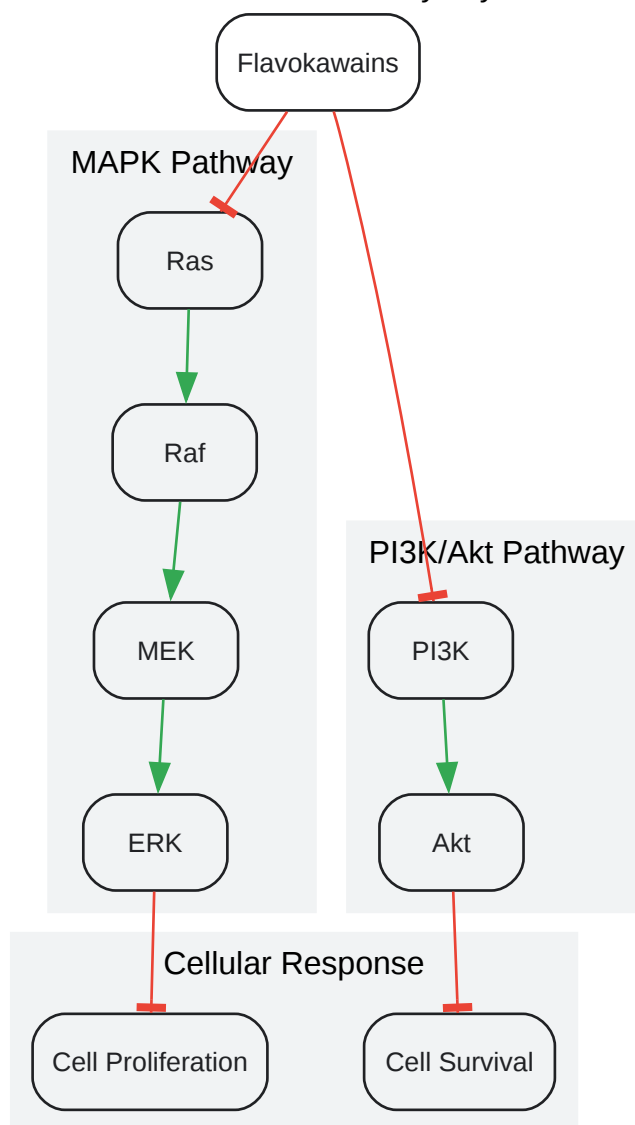 Flavokawains
MAPK Pathway
Ras
Raf
PI3K/Akt Pathway
MEK
PI3K
ERK
Akt
Cellular Response
Cell Proliferation
Cell Survival